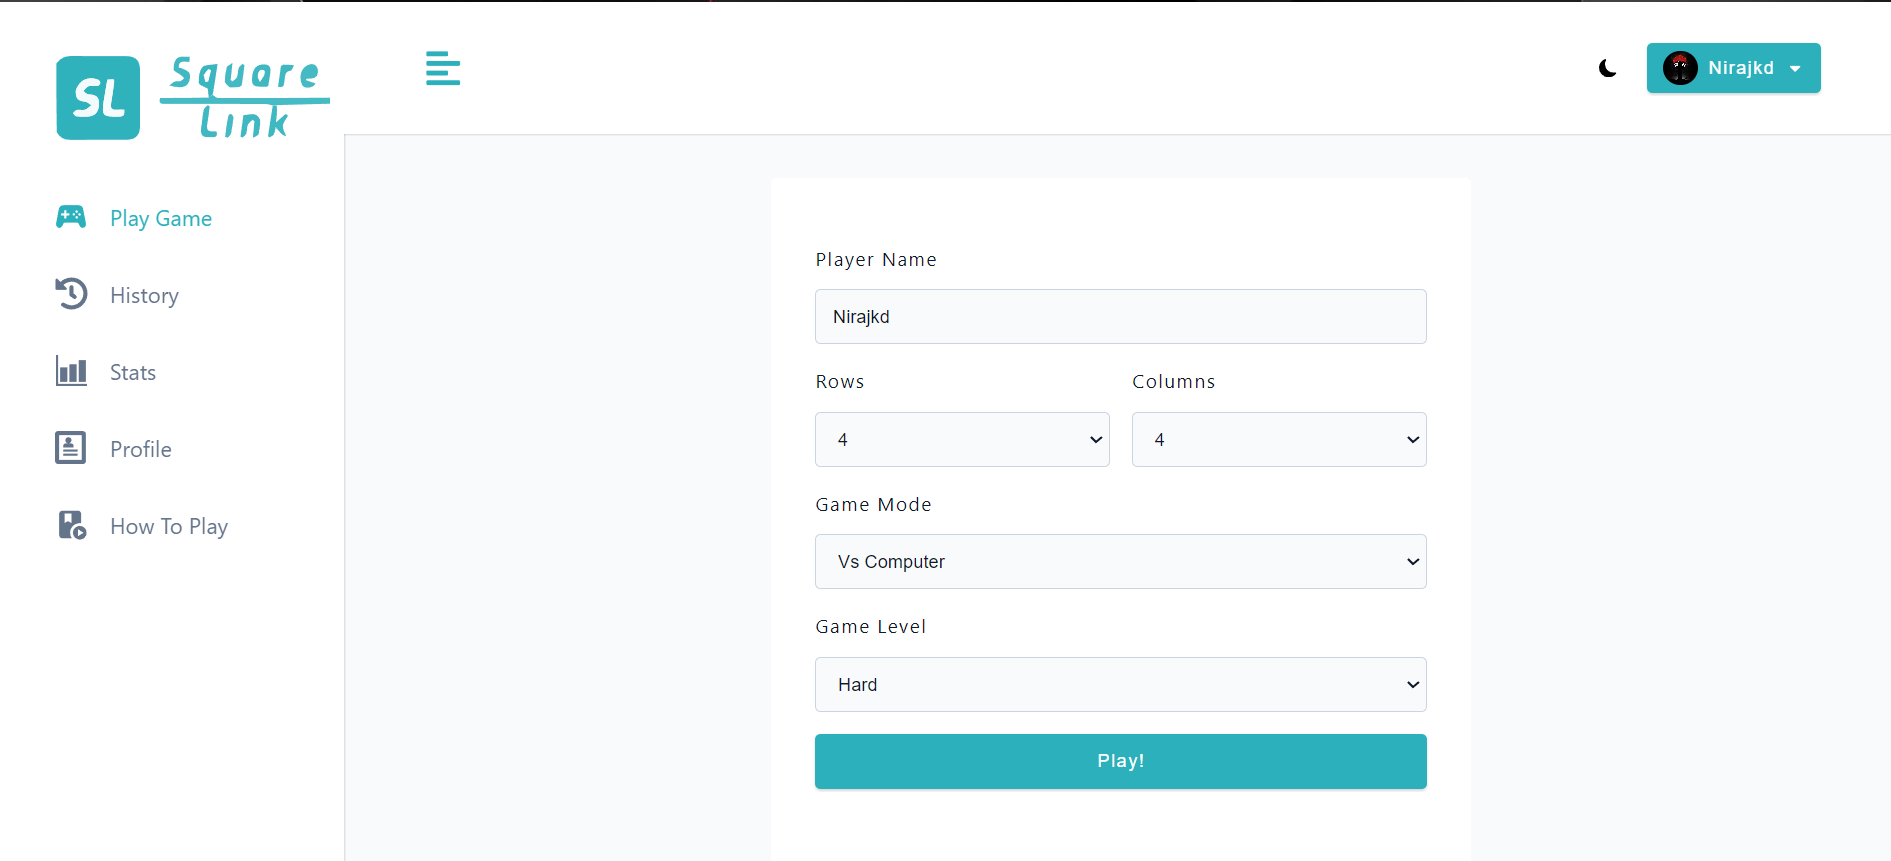 SL
Square
Link
Nirajkd
Play Game
History
Stats
Profile
How To Play
Player Name
Nirajkd
Rows Columns
4 4
Game Mode
Vs Computer
Game Level
Hard
Play!